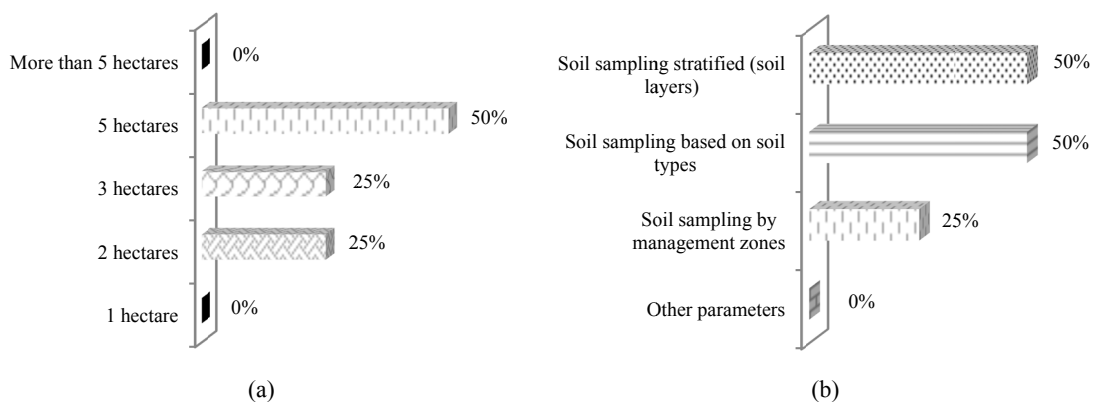 More than 5 hectares
0%
5 hectares
50%
3 hectares
25%
2 hectares
25%
1 hectare
0%
(a)
Soil sampling stratified (soil
layers)
50%
Soil sampling based on soil
types
50%
Soil sampling by
management zones
25%
Other parameters
0%
(b)